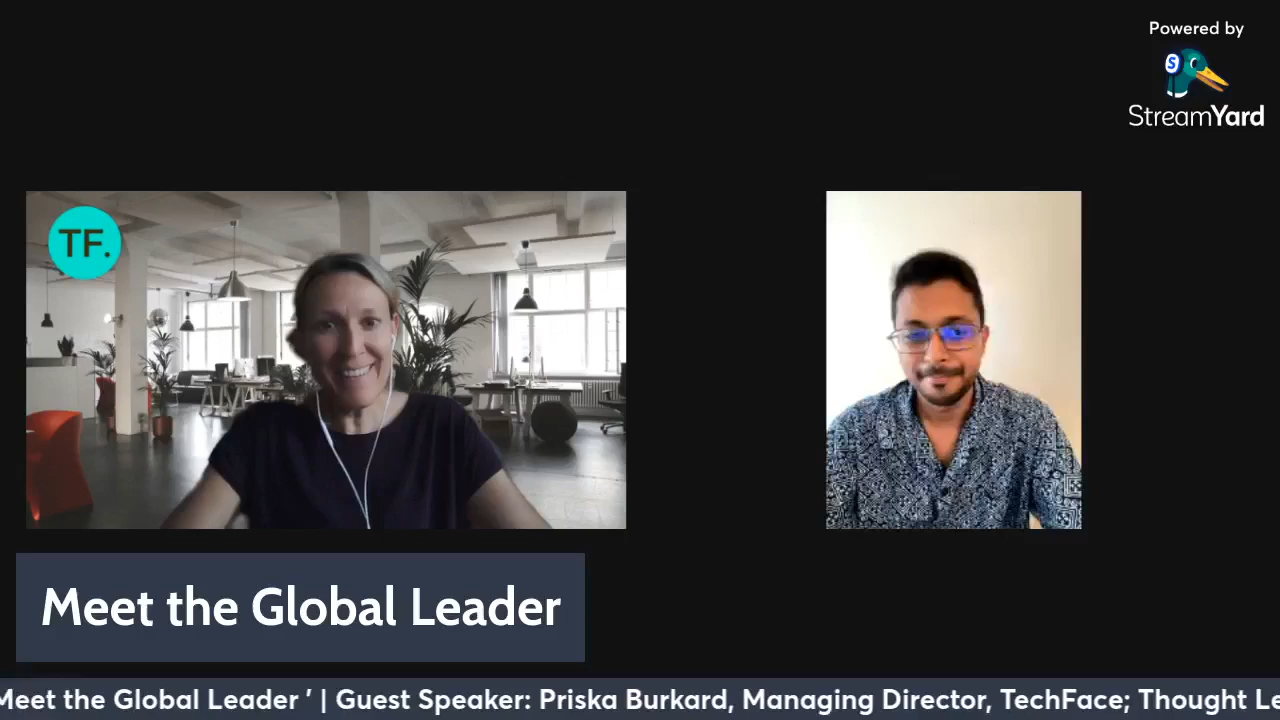 Powered by
S
StreamYard
TF.
Meet the Global Leader
Meet the Global Leader ' | Guest Speaker: Priska Burkard, Managing Director, TechFace; Thought Le